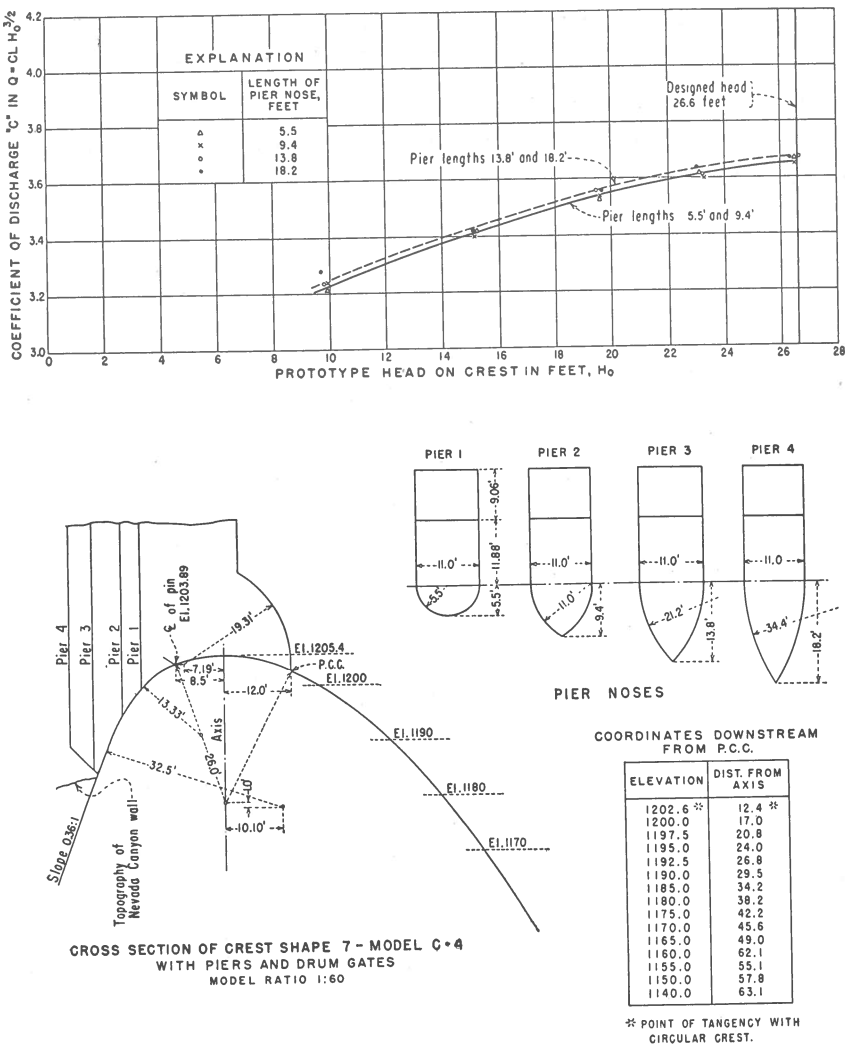 COEFFICIENT OF DISCHARGE "C" IN Q=CL H₀^3/2
4.2
4.0
3.8
3.6
3.4
3.2
3.0
EXPLANATION
SYMBOL
LENGTH OF
PIER NOSE,
FEET
△ 5.5
× 9.4
○ 13.8
• 18.2
Designed head
26.6 feet
Pier lengths 13.8' and 18.2'
Pier lengths 5.5' and 9.4'
0 2 4 6 8 10 12 14 16 18 20 22 24 26 28
PROTOTYPE HEAD ON CREST IN FEET, H₀
PIER 1 PIER 2 PIER 3 PIER 4
9.06'
11.88'
11.0' 11.0' 11.0' 11.0
5.5' 5.5'
11.0' 9.4'
21.2' 13.8'
34.4' 18.2'
PIER NOSES
Pier 4
Pier 3
Pier 2
Pier 1
℄ of pin
El.1203.89
19.31'
El.1205.4
P.C.C.
El.1200
7.19'
8.5'
12.0'
13.33'
Axis
26.0'
32.5'
1.0'
10.10'
El.1190
El.1180
El.1170
Slope 0.36:1
Topography of
Nevada Canyon wall
CROSS SECTION OF CREST SHAPE 7 - MODEL C•4
WITH PIERS AND DRUM GATES
MODEL RATIO 1:60
COORDINATES DOWNSTREAM
FROM P.C.C.
ELEVATION
DIST. FROM
AXIS
1202.6 * 12.4 *
1200.0 17.0
1197.5 20.8
1195.0 24.0
1192.5 26.8
1190.0 29.5
1185.0 34.2
1180.0 38.2
1175.0 42.2
1170.0 45.6
1165.0 49.0
1160.0 62.1
1155.0 55.1
1150.0 57.8
1140.0 63.1
* POINT OF TANGENCY WITH
CIRCULAR CREST.